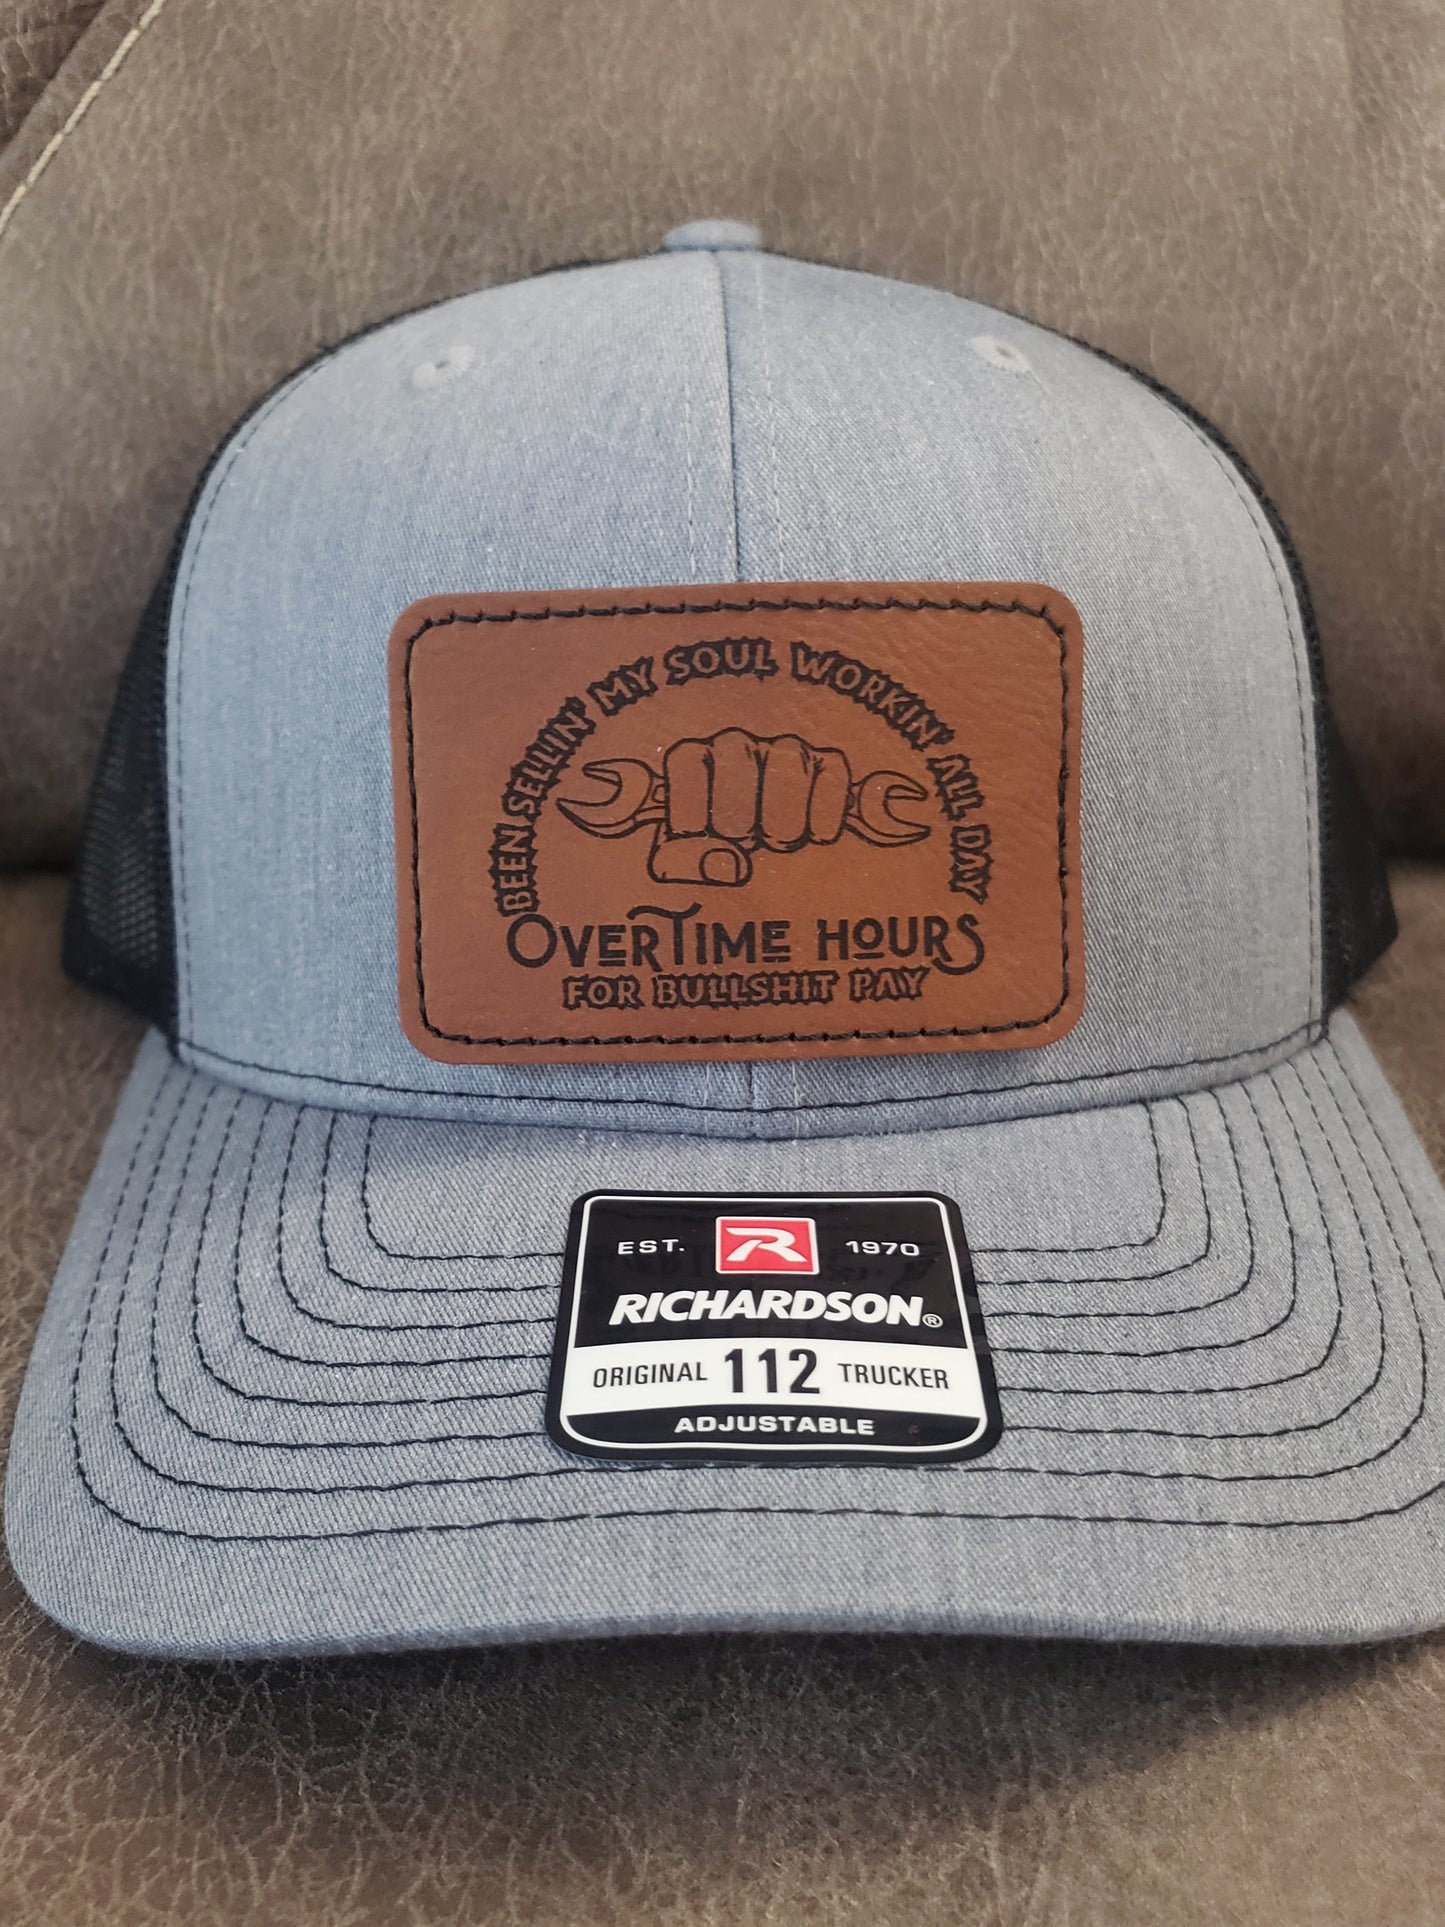 BEEN SELLIN' MY SOUL WORKIN' ALL DAY
OVERTIME HOURS
FOR BULLSHIT PAY
EST. R 1970
RICHARDSON®
ORIGINAL 112 TRUCKER
ADJUSTABLE